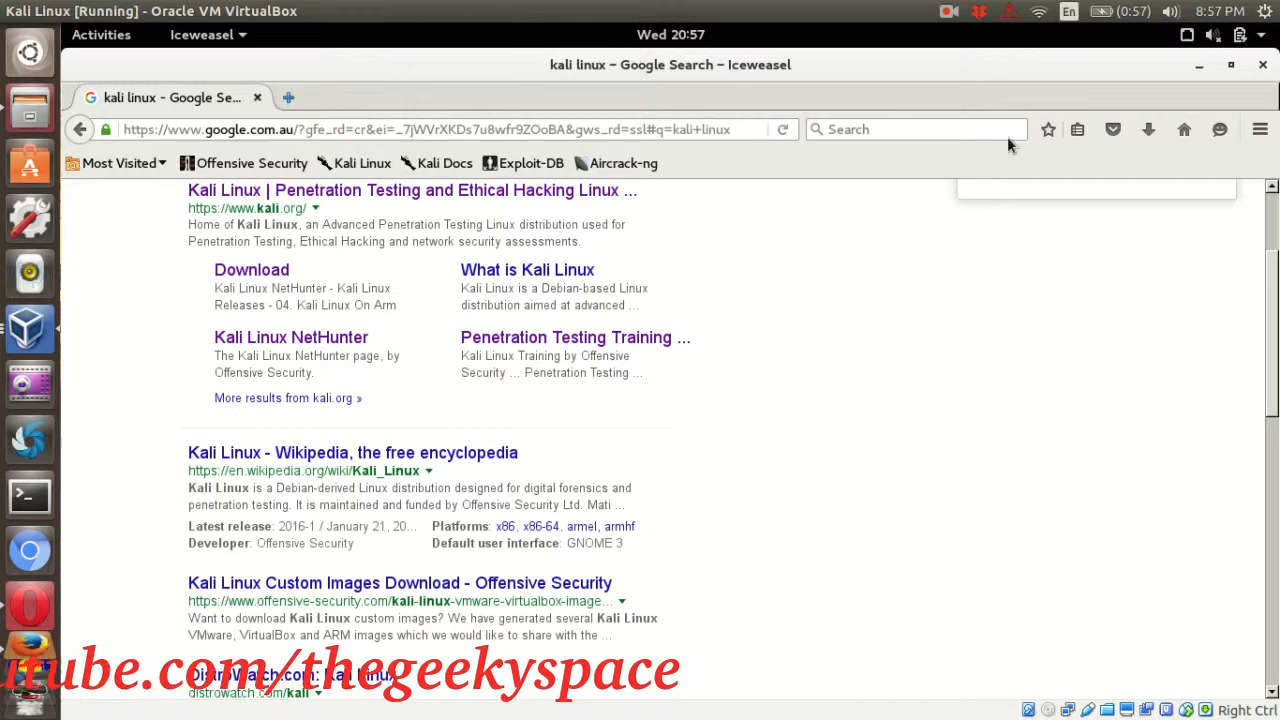 Kali Linux [Running] - Oracle VM VirtualBox
En
(0:57)
8:57 PM
Activities
Iceweasel
Wed 20:57
kali linux – Google Search – Iceweasel
kali linux - Google Se...
https://www.google.com.au/?gfe_rd=cr&ei=_7jWVrXKDs7u8wfr9ZOoBA&gws_rd=ssl#q=kali+linux
Search
Most Visited
Offensive Security
Kali Linux
Kali Docs
Exploit-DB
Aircrack-ng
Kali Linux | Penetration Testing and Ethical Hacking Linux ...
https://www.kali.org/
Home of Kali Linux, an Advanced Penetration Testing Linux distribution used for
Penetration Testing, Ethical Hacking and network security assessments.
Download
Kali Linux NetHunter - Kali Linux
Releases - 04. Kali Linux On Arm
What is Kali Linux
Kali Linux is a Debian-based Linux
distribution aimed at advanced ...
Kali Linux NetHunter
The Kali Linux NetHunter page, by
Offensive Security.
Penetration Testing Training ...
Kali Linux Training by Offensive
Security ... Penetration Testing ...
More results from kali.org »
Kali Linux - Wikipedia, the free encyclopedia
https://en.wikipedia.org/wiki/Kali_Linux
Kali Linux is a Debian-derived Linux distribution designed for digital forensics and
penetration testing. It is maintained and funded by Offensive Security Ltd. Mati ...
Latest release: 2016-1 / January 21, 20...
Platforms: x86, x86-64, armel, armhf
Developer: Offensive Security
Default user interface: GNOME 3
Kali Linux Custom Images Download - Offensive Security
https://www.offensive-security.com/kali-linux-vmware-virtualbox-image...
Want to download Kali Linux custom images? We have generated several Kali Linux
VMware, VirtualBox and ARM images which we would like to share with the ...
DistroWatch.com: Kali Linux
distrowatch.com/kali
utube.com/thegeekyspace
Right Ctrl